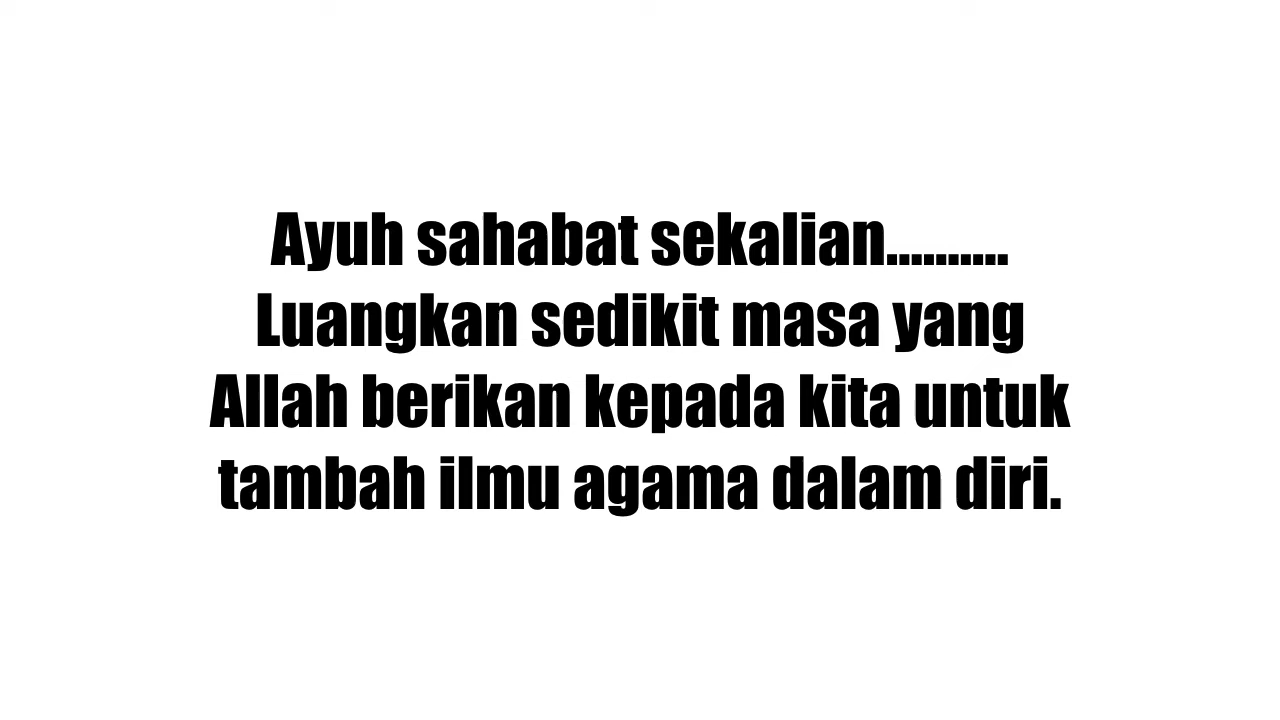 Ayuh sahabat sekalian..........
Luangkan sedikit masa yang
Allah berikan kepada kita untuk
tambah ilmu agama dalam diri.